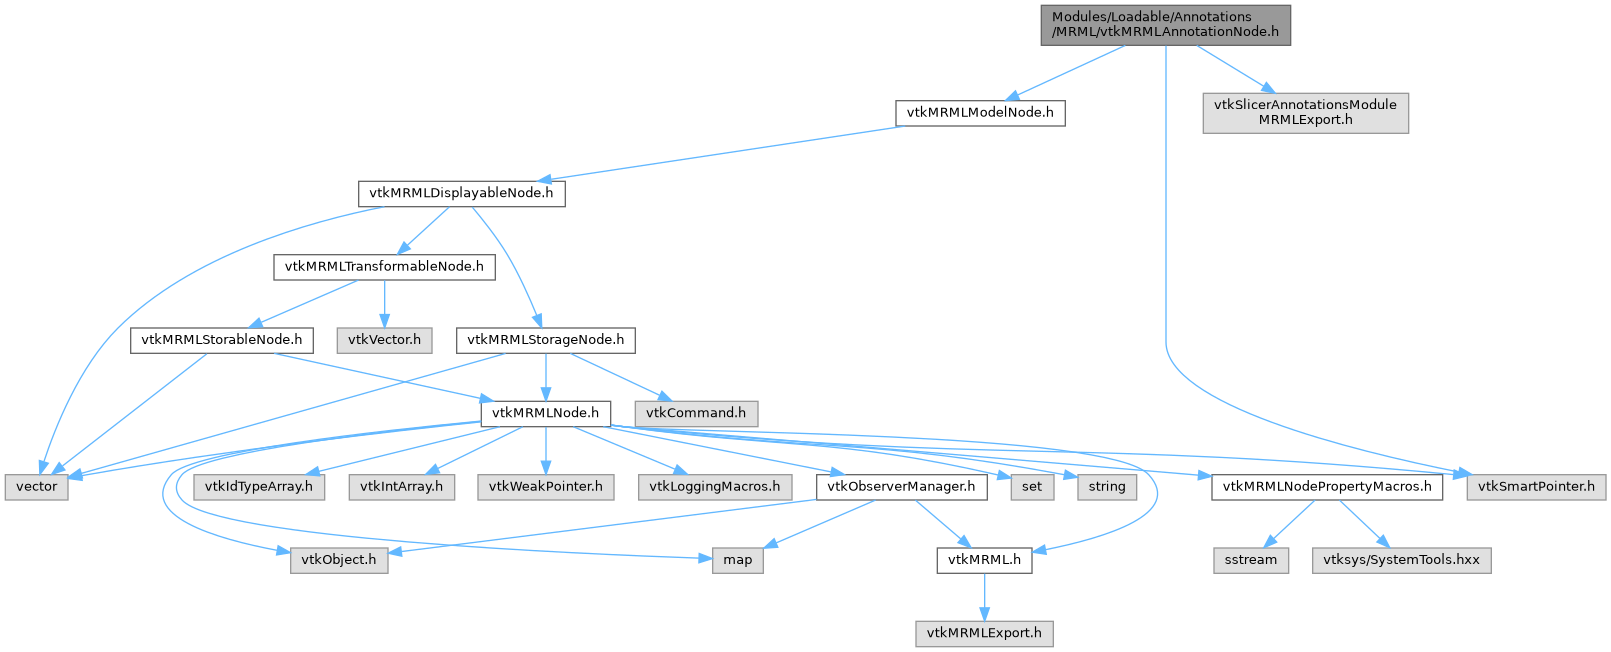 Modules/Loadable/Annotations
/MRML/vtkMRMLAnnotationNode.h
vtkMRMLModelNode.h
vtkSlicerAnnotationsModule
MRMLExport.h
vtkMRMLDisplayableNode.h
vtkMRMLTransformableNode.h
vtkMRMLStorableNode.h
vtkVector.h
vtkMRMLStorageNode.h
vtkMRMLNode.h
vtkCommand.h
vector
vtkIdTypeArray.h
vtkIntArray.h
vtkWeakPointer.h
vtkLoggingMacros.h
vtkObserverManager.h
set
string
vtkMRMLNodePropertyMacros.h
vtkSmartPointer.h
vtkObject.h
map
vtkMRML.h
sstream
vtksys/SystemTools.hxx
vtkMRMLExport.h